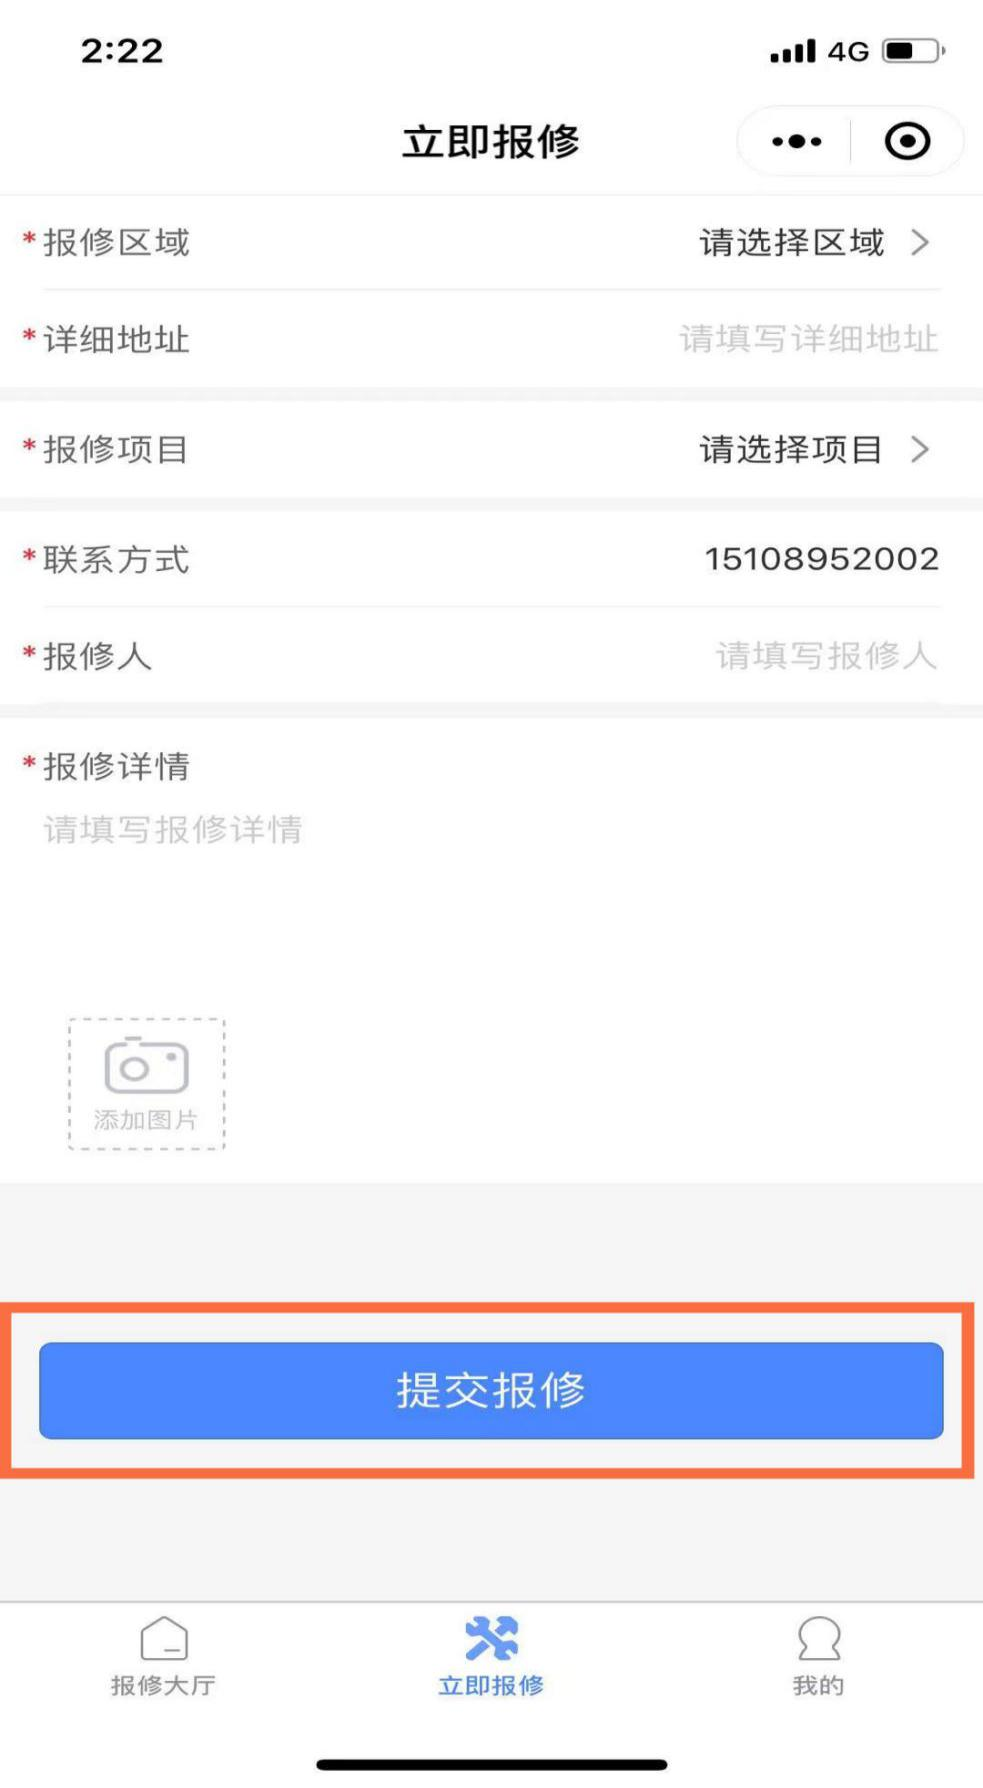 2:22 4G
立即报修
*报修区域 请选择区域
*详细地址 请填写详细地址
*报修项目 请选择项目
*联系方式 15108952002
*报修人 请填写报修人
*报修详情
请填写报修详情
添加图片
提交报修
报修大厅 立即报修 我的